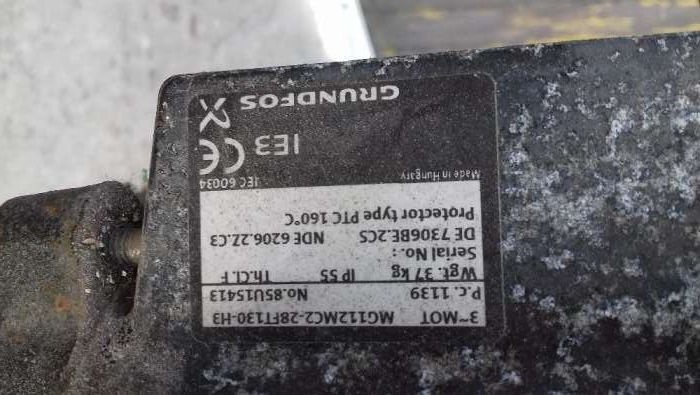 3~MOT MG112MC2-28FT130-H3
P.c. 1139 No.85U15413
Wgt. 37 kg IP 55 Th.Cl.F
Serial No.:
DE 7306BE.2CS NDE 6206.2Z.C3
Protector type PTC 160°C
IEC 60034 Made in Hungary
CE IE3
GRUNDFOS